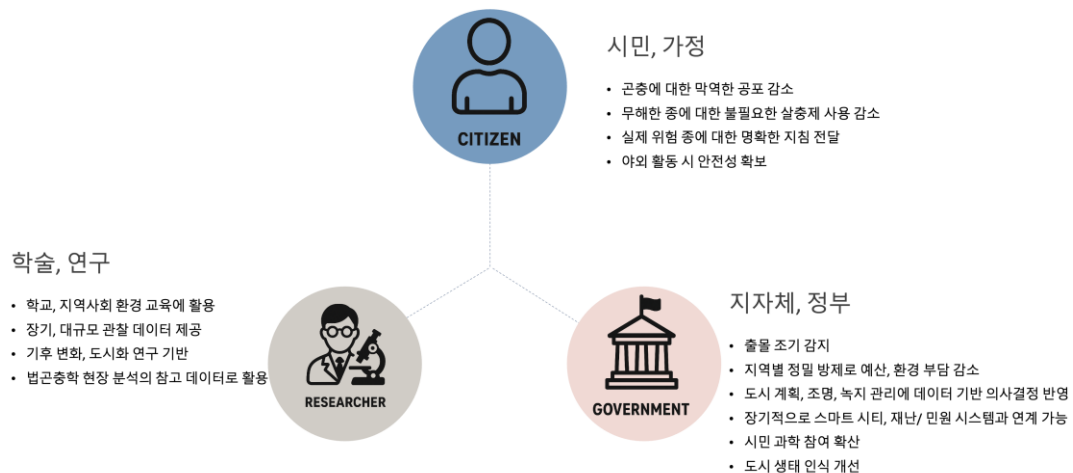 시민, 가정
• 곤충에 대한 막역한 공포 감소
• 무해한 종에 대한 불필요한 살충제 사용 감소
• 실제 위험 종에 대한 명확한 지침 전달
• 야외 활동 시 안전성 확보
CITIZEN
학술, 연구
• 학교, 지역사회 환경 교육에 활용
• 장기, 대규모 관찰 데이터 제공
• 기후 변화, 도시화 연구 기반
• 법곤충학 현장 분석의 참고 데이터로 활용
RESEARCHER
지자체, 정부
• 출몰 조기 감지
• 지역별 정밀 방제로 예산, 환경 부담 감소
• 도시 계획, 조명, 녹지 관리에 데이터 기반 의사결정 반영
• 장기적으로 스마트 시티, 재난/ 민원 시스템과 연계 가능
• 시민 과학 참여 확산
• 도시 생태 인식 개선
GOVERNMENT